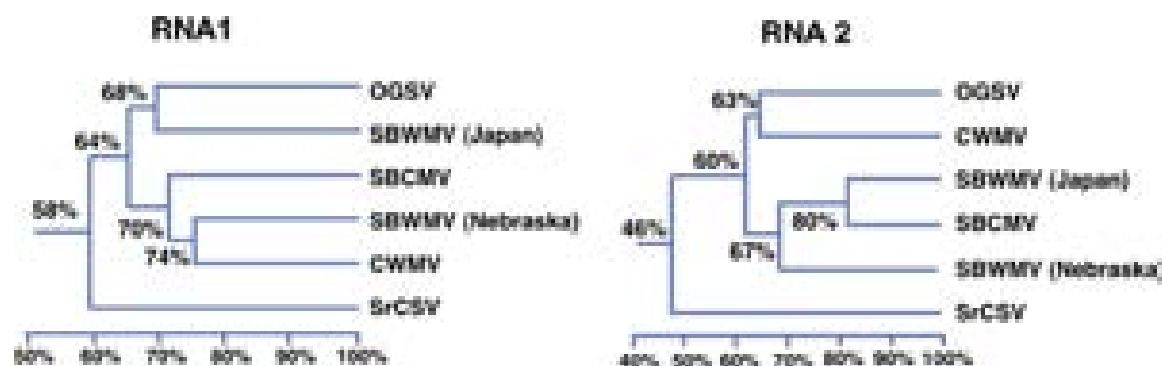 RNA1
68%
OGSV
64%
SBWMV (Japan)
58%
SBCMV
70%
SBWMV (Nebraska)
74%
CWMV
SrCSV
50% 60% 70% 80% 90% 100%
RNA 2
63%
OGSV
CWMV
60%
SBWMV (Japan)
46%
80%
SBCMV
67%
SBWMV (Nebraska)
SrCSV
40% 50% 60% 70% 80% 90% 100%